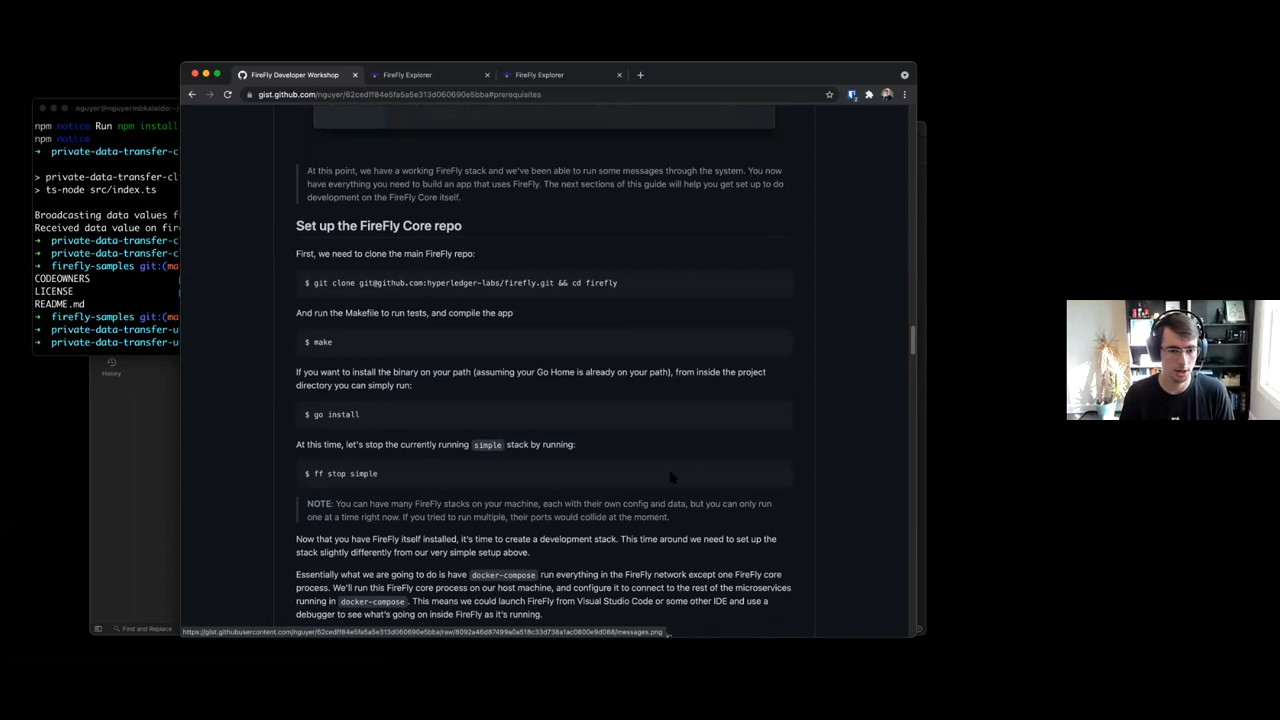 FireFly Developer Workshop
FireFly Explorer
FireFly Explorer
gist.github.com/nguyer/62cedff84e5fa5a5e313d060690e5bba#prerequisites
nguyer@nguyermbkaleido:~/
npm notice Run npm install
npm notice
➜ private-data-transfer-c
> private-data-transfer-cl
> ts-node src/index.ts
Broadcasting data values f
Received data value on fir
➜ private-data-transfer-c
➜ private-data-transfer-c
➜ firefly-samples git:(ma
CODEOWNERS
LICENSE
README.md
➜ firefly-samples git:(ma
➜ private-data-transfer-u
➜ private-data-transfer-u
History
Find and Replace
At this point, we have a working FireFly stack and we've been able to run some messages through the system. You now
have everything you need to build an app that uses FireFly. The next sections of this guide will help you get set up to do
development on the FireFly Core itself.
Set up the FireFly Core repo
First, we need to clone the main FireFly repo:
$ git clone git@github.com:hyperledger-labs/firefly.git && cd firefly
And run the Makefile to run tests, and compile the app
$ make
If you want to install the binary on your path (assuming your Go Home is already on your path), from inside the project
directory you can simply run:
$ go install
At this time, let's stop the currently running simple stack by running:
$ ff stop simple
NOTE: You can have many FireFly stacks on your machine, each with their own config and data, but you can only run
one at a time right now. If you tried to run multiple, their ports would collide at the moment.
Now that you have FireFly itself installed, it's time to create a development stack. This time around we need to set up the
stack slightly differently from our very simple setup above.
Essentially what we are going to do is have docker-compose run everything in the FireFly network except one FireFly core
process. We'll run this FireFly core process on our host machine, and configure it to connect to the rest of the microservices
running in docker-compose. This means we could launch FireFly from Visual Studio Code or some other IDE and use a
debugger to see what's going on inside FireFly as it's running.